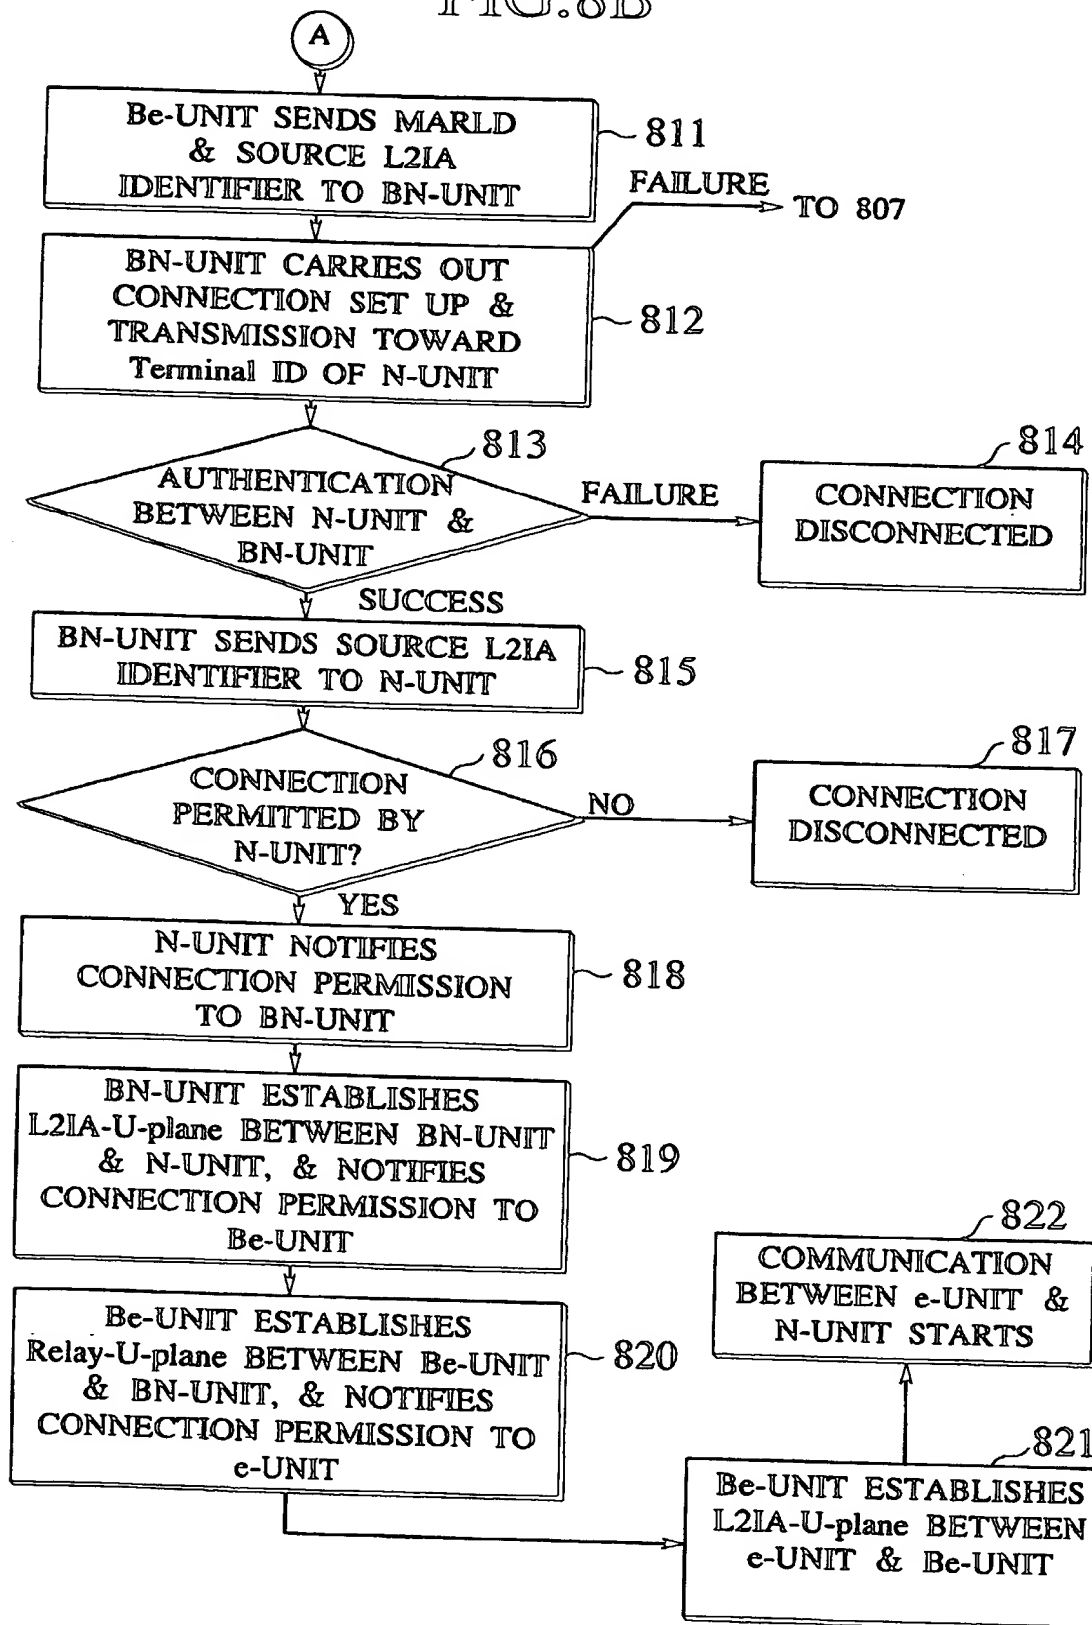 FIG.8B
A
Be-UNIT SENDS MARLD
& SOURCE L2IA
IDENTIFIER TO BN-UNIT
811
FAILURE
TO 807
BN-UNIT CARRIES OUT
CONNECTION SET UP &
TRANSMISSION TOWARD
Terminal ID OF N-UNIT
812
AUTHENTICATION
BETWEEN N-UNIT &
BN-UNIT
813
FAILURE
814
CONNECTION
DISCONNECTED
SUCCESS
BN-UNIT SENDS SOURCE L2IA
IDENTIFIER TO N-UNIT
815
CONNECTION
PERMITTED BY
N-UNIT?
816
NO
817
CONNECTION
DISCONNECTED
YES
N-UNIT NOTIFIES
CONNECTION PERMISSION
TO BN-UNIT
818
BN-UNIT ESTABLISHES
L2IA-U-plane BETWEEN BN-UNIT
& N-UNIT, & NOTIFIES
CONNECTION PERMISSION TO
Be-UNIT
819
Be-UNIT ESTABLISHES
Relay-U-plane BETWEEN Be-UNIT
& BN-UNIT, & NOTIFIES
CONNECTION PERMISSION TO
e-UNIT
820
822
COMMUNICATION
BETWEEN e-UNIT &
N-UNIT STARTS
821
Be-UNIT ESTABLISHES
L2IA-U-plane BETWEEN
e-UNIT & Be-UNIT